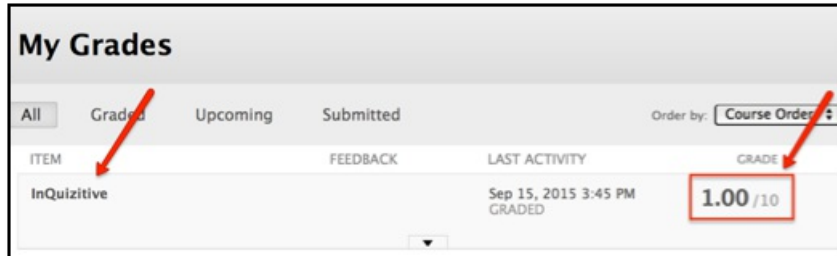 My Grades
All Graded Upcoming Submitted Order by: Course Order
ITEM FEEDBACK LAST ACTIVITY GRADE
InQuizitive Sep 15, 2015 3:45 PM 1.00 /10
GRADED